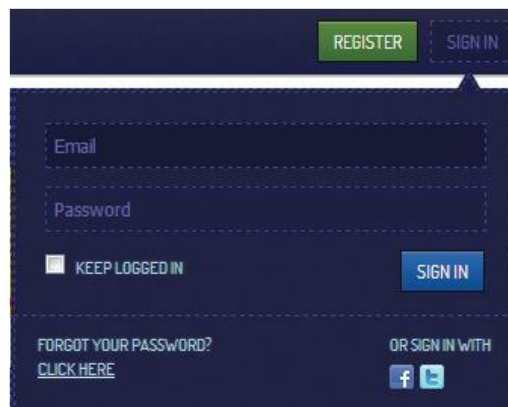 REGISTER
SIGN IN
Email
Password
KEEP LOGGED IN
SIGN IN
FORGOT YOUR PASSWORD?
CLICK HERE
OR SIGN IN WITH
f t